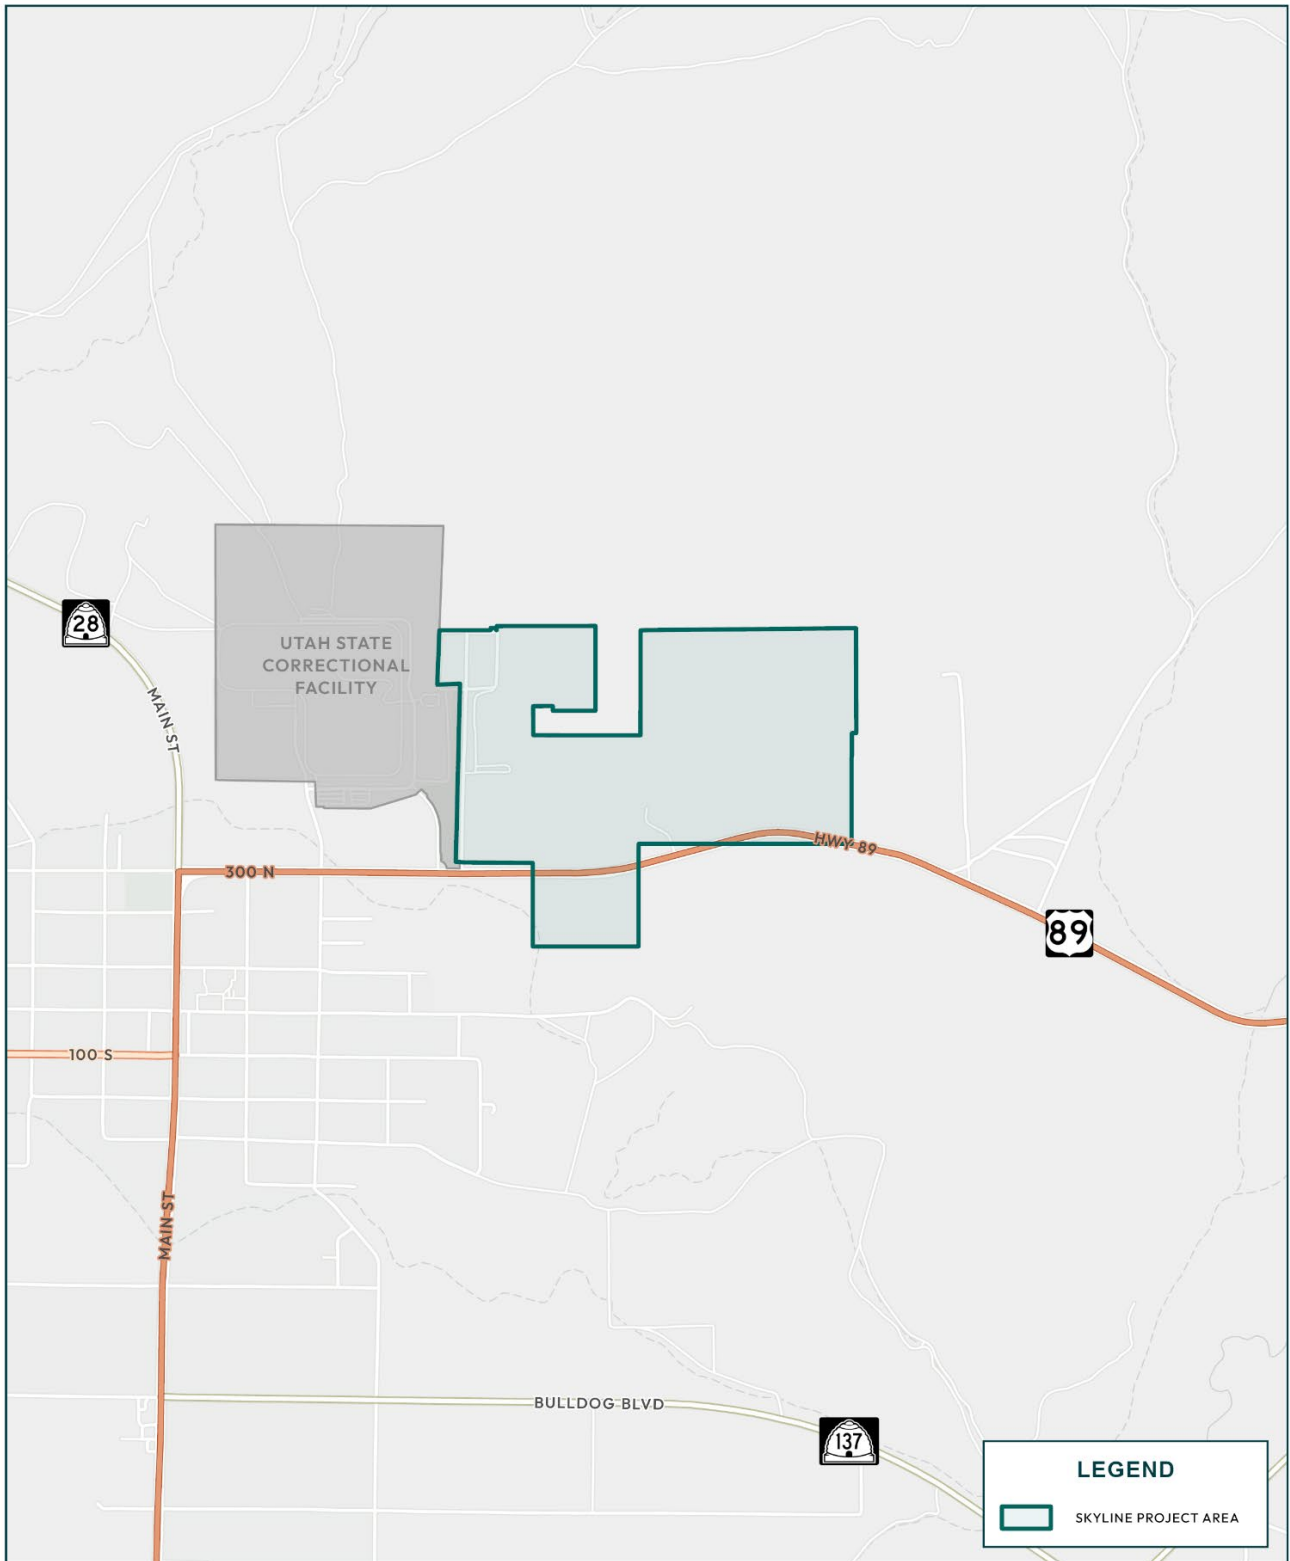 UTAH STATE
CORRECTIONAL
FACILITY
28
MAIN ST
300 N
HWY 89
89
100 S
MAIN ST
BULLDOG BLVD
137
LEGEND
SKYLINE PROJECT AREA